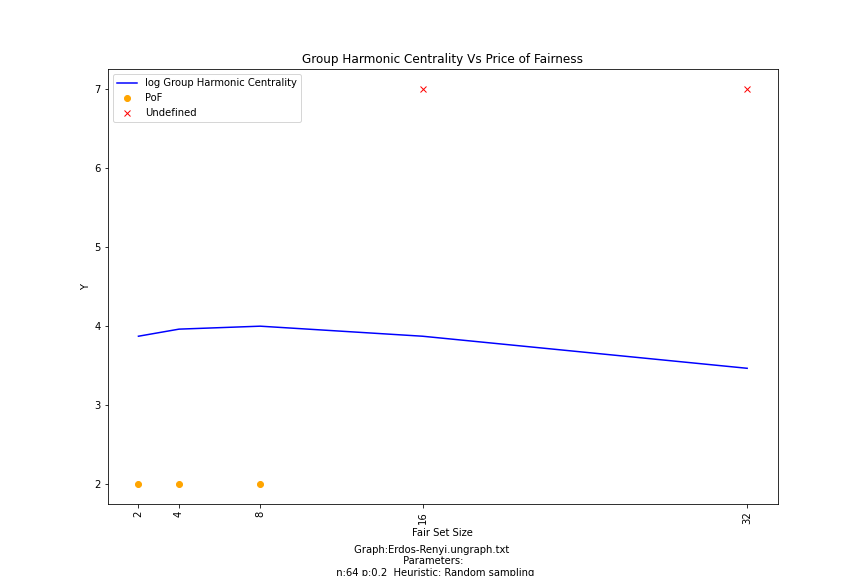 Group Harmonic Centrality Vs Price of Fairness
log Group Harmonic Centrality
PoF
Undefined
7
6
5
4
3
2
Y
2
4
8
16
32
Fair Set Size
Graph:Erdos-Renyi.ungraph.txt
Parameters:
n:64 p:0.2 Heuristic: Random sampling